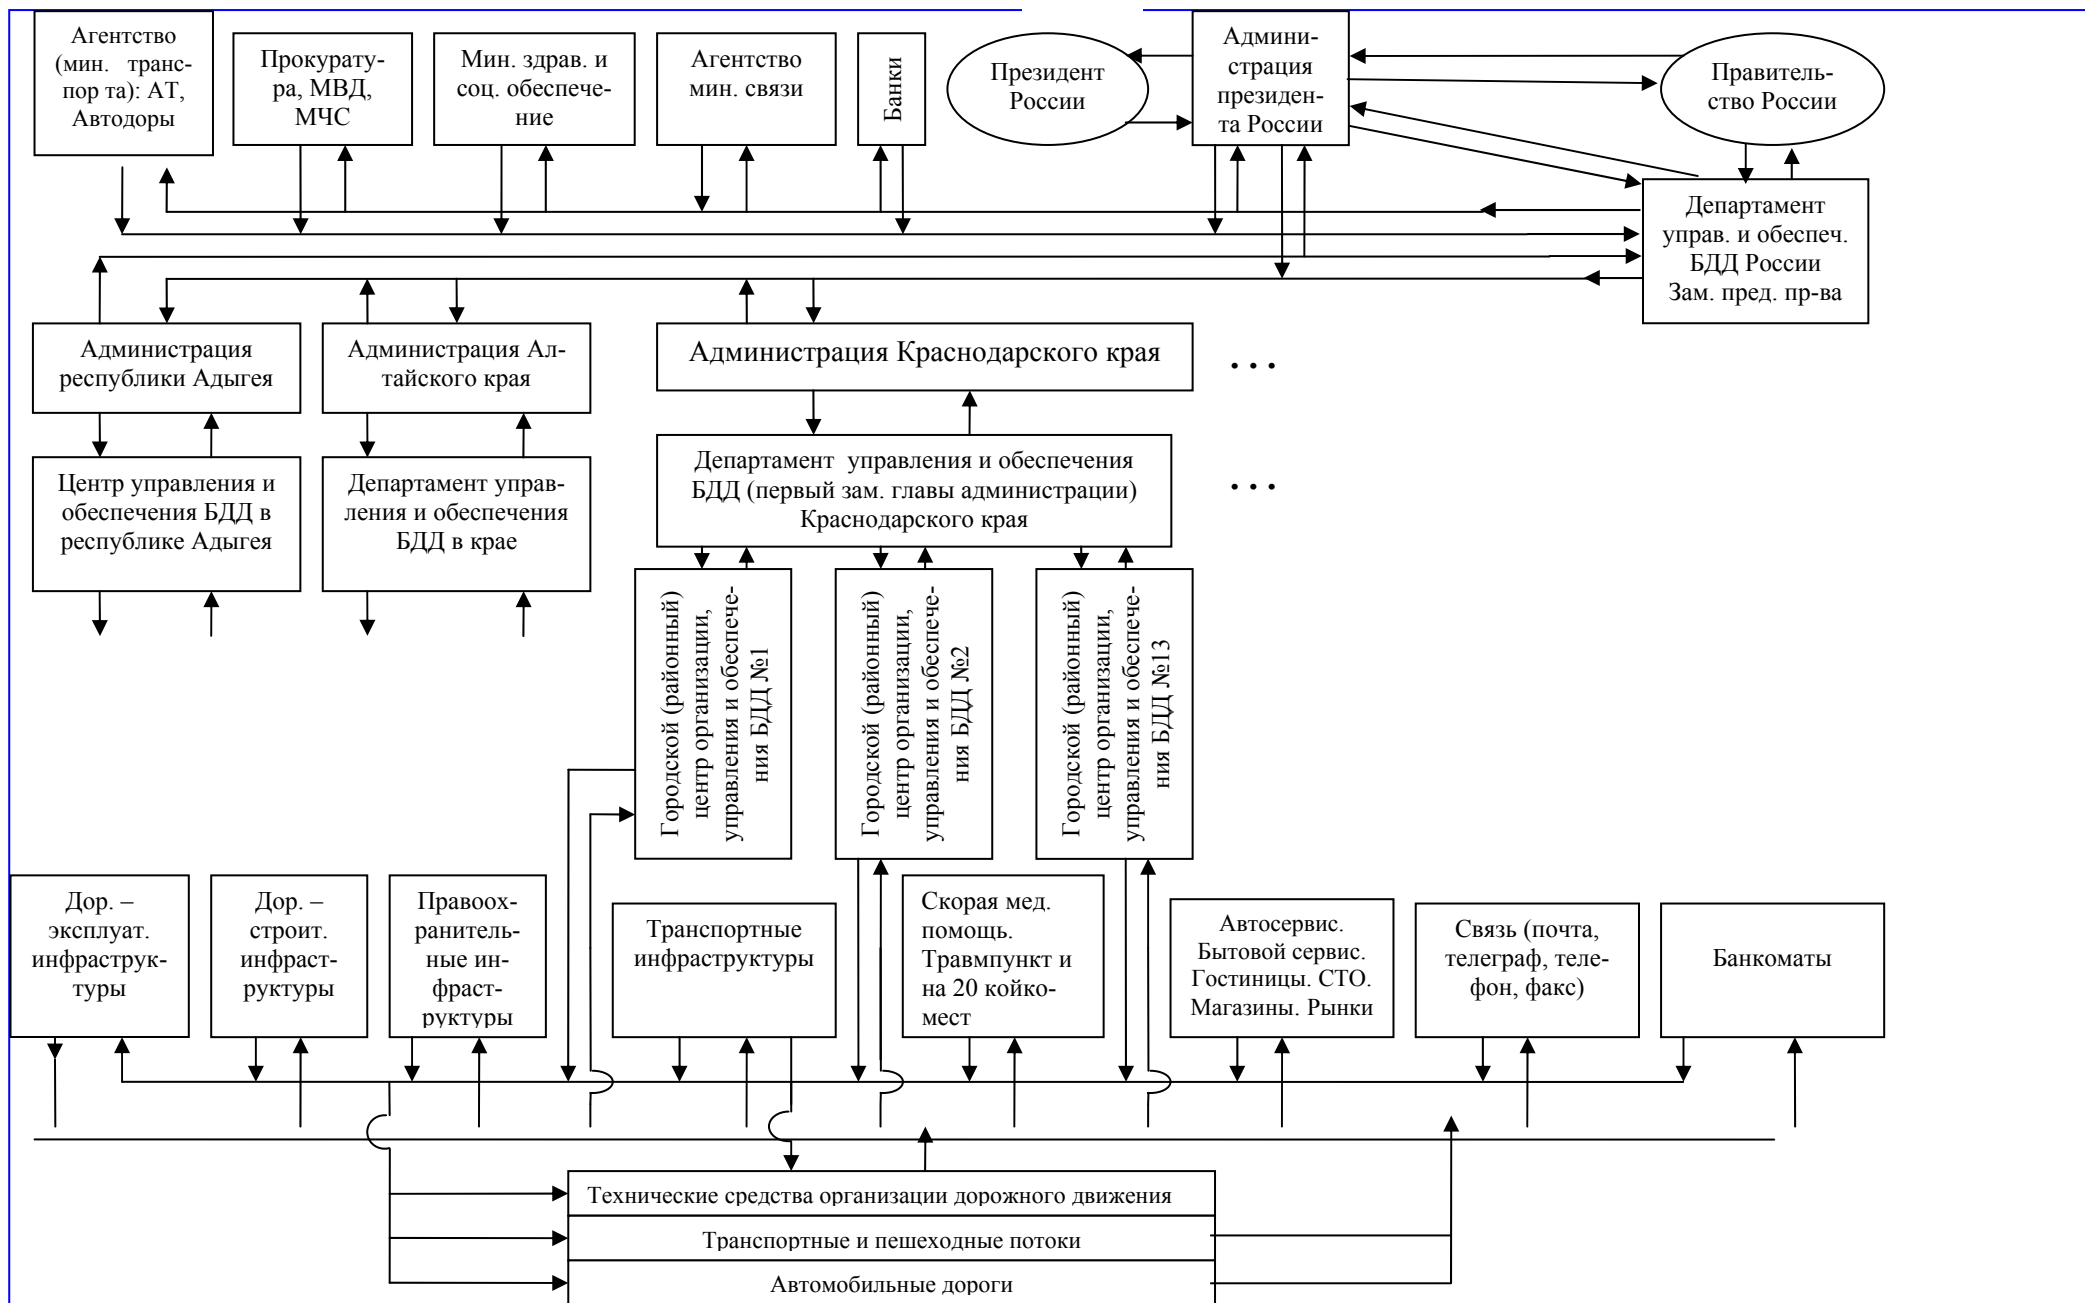 Агентство
(мин. транс-
пор та): АТ,
Автодоры
Прокурату-
ра, МВД,
МЧС
Мин. здрав. и
соц. обеспече-
ние
Агентство
мин. связи
Банки
Президент
России
Админи-
страция
президен-
та России
Правитель-
ство России
Департамент
управ. и обеспеч.
БДД России
Зам. пред. пр-ва
Администрация
республики Адыгея
Администрация Ал-
тайского края
Администрация Краснодарского края
...
Центр управления и
обеспечения БДД в
республике Адыгея
Департамент управ-
ления и обеспечения
БДД в крае
Департамент управления и обеспечения
БДД (первый зам. главы администрации)
Краснодарского края
...
Городской (районный)
центр организации,
управления и обеспече-
ния БДД №1
Городской (районный)
центр организации,
управления и обеспече-
ния БДД №2
Городской (районный)
центр организации,
управления и обеспече-
ния БДД №13
Дор. –
эксплуат.
инфраструк-
туры
Дор. –
строит.
инфраст-
руктуры
Правоох-
ранитель-
ные ин-
фраст-
руктуры
Транспортные
инфраструктуры
Скорая мед.
помощь.
Травмпункт и
на 20 койко-
мест
Автосервис.
Бытовой сервис.
Гостиницы. СТО.
Магазины. Рынки
Связь (почта,
телеграф, теле-
фон, факс)
Банкоматы
Технические средства организации дорожного движения
Транспортные и пешеходные потоки
Автомобильные дороги